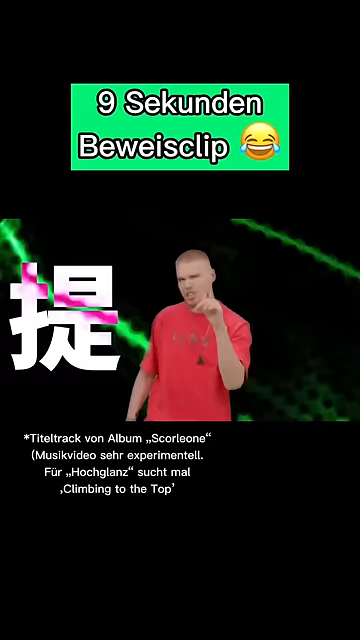 9 Sekunden
Beweisclip 😂
提
*Titeltrack von Album „Scorleone“
(Musikvideo sehr experimentell.
Für „Hochglanz“ sucht mal
‚Climbing to the Top’